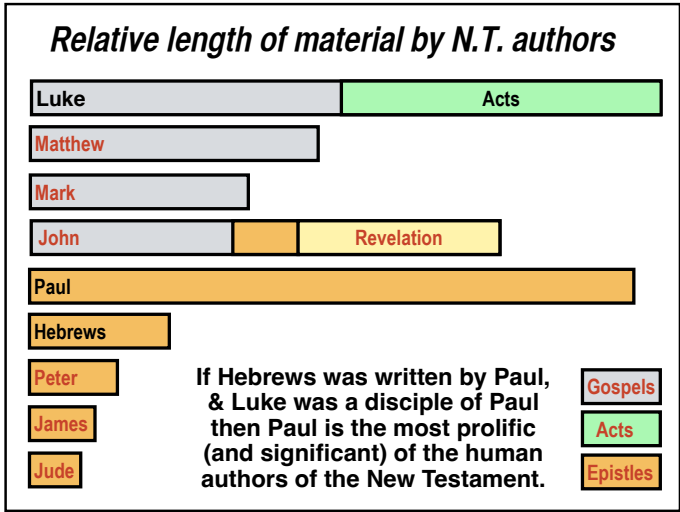 Relative length of material by N.T. authors
Luke Acts
Matthew
Mark
John Revelation
Paul
Hebrews
Peter
James
Jude
If Hebrews was written by Paul,
& Luke was a disciple of Paul
then Paul is the most prolific
(and significant) of the human
authors of the New Testament.
Gospels
Acts
Epistles